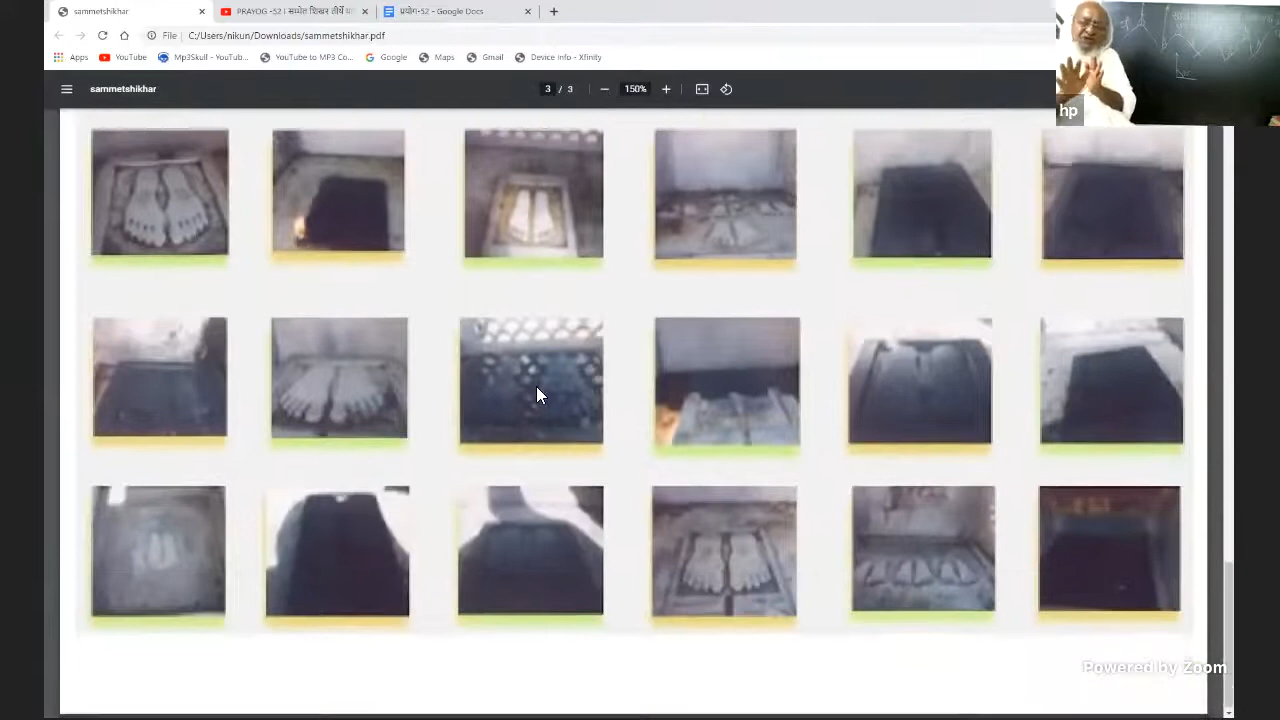 sammetshikhar
PRAYOG -52 । सम्मेत शिखर तीर्थे
प्रयोग-52 - Google Docs
File
C:/Users/nikun/Downloads/sammetshikhar.pdf
Apps
YouTube
Mp3Skull - YouTub...
YouTube to MP3 Co...
Google
Maps
Gmail
Device Info - Xfinity
sammetshikhar
3 / 3
150%
hp
Powered by Zoom